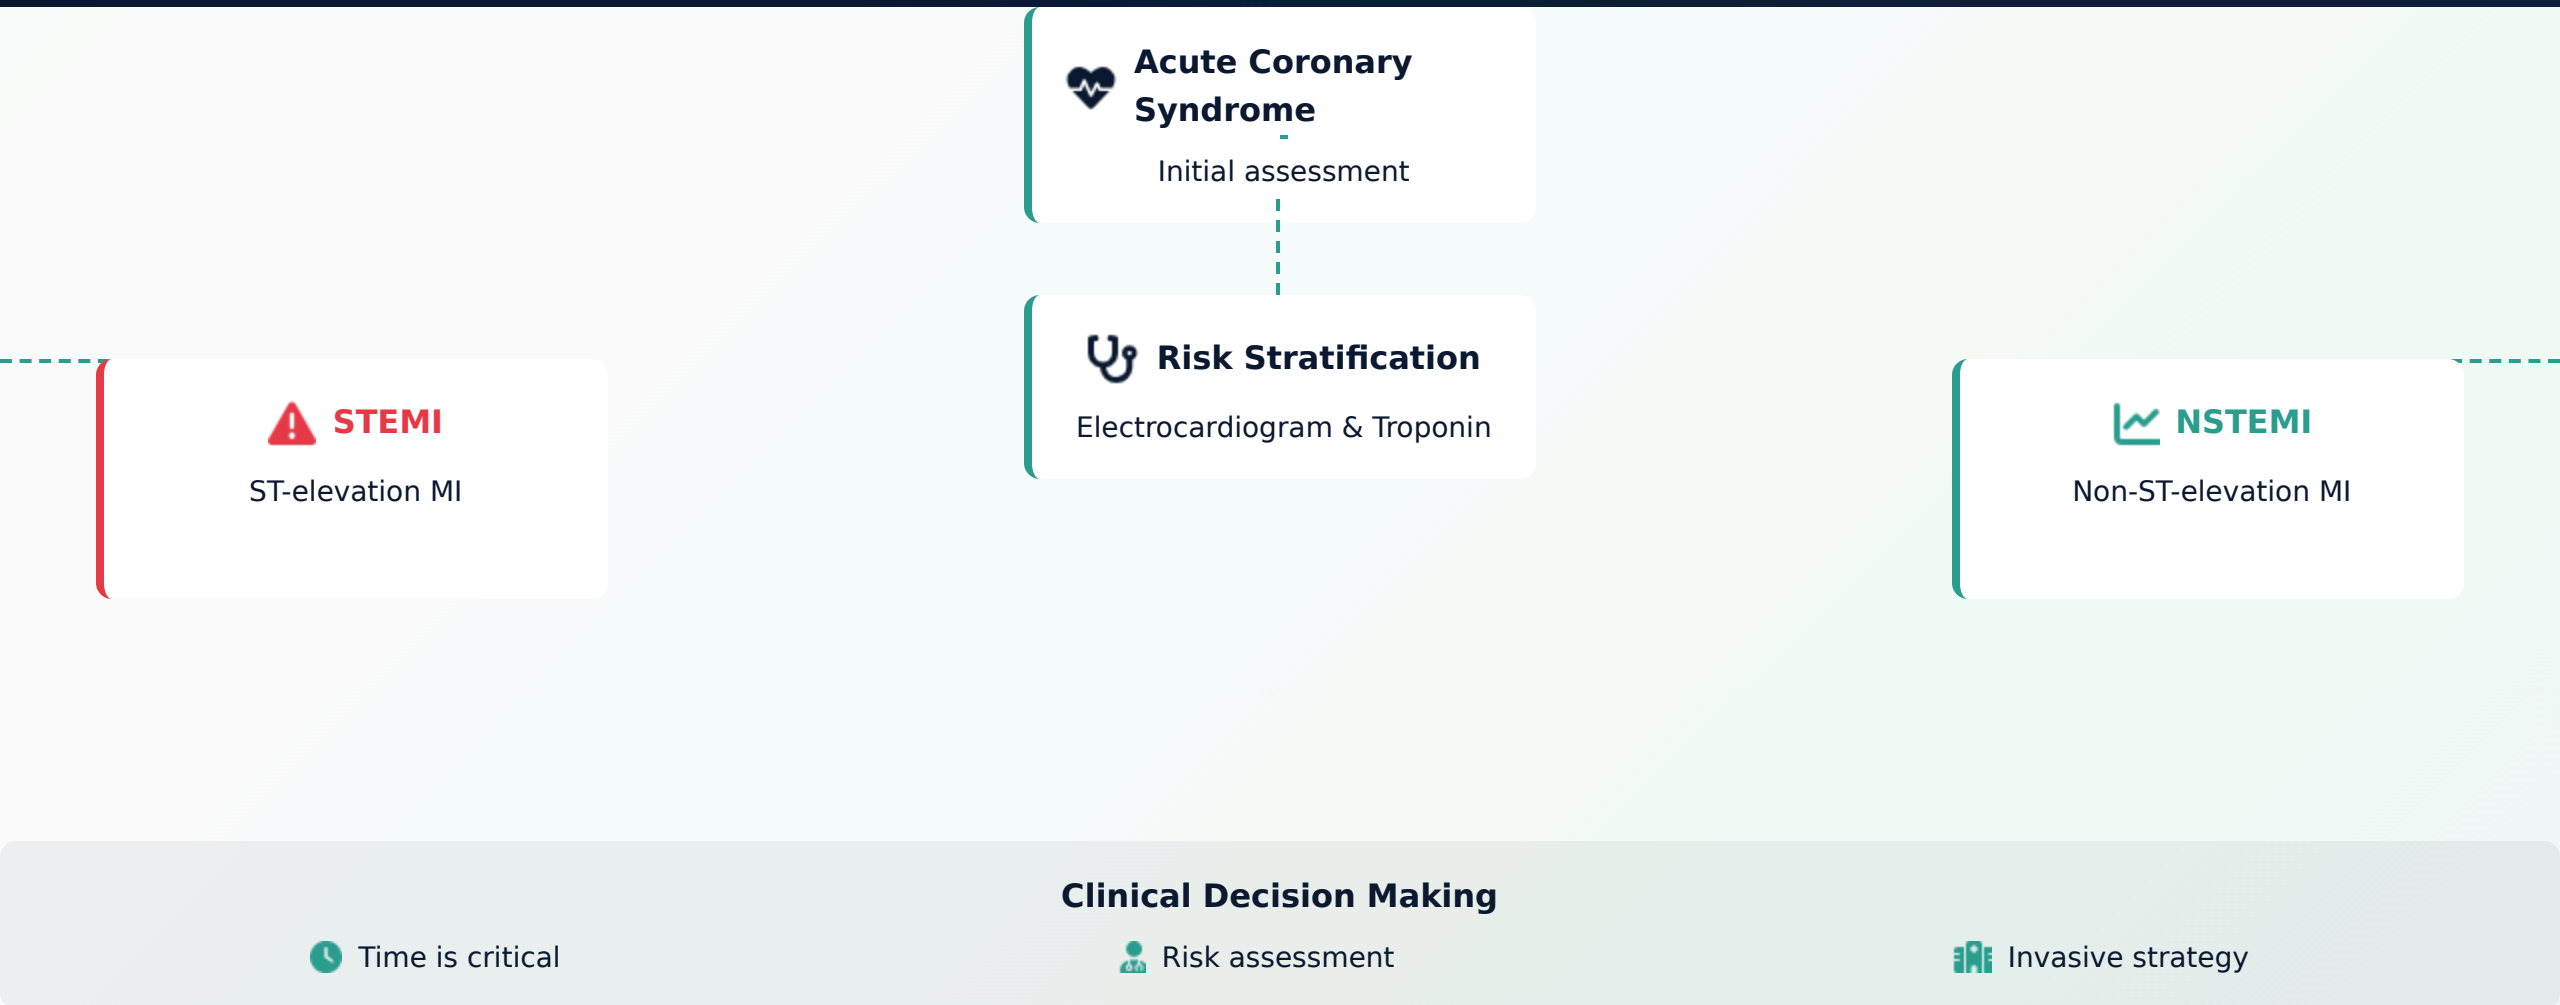 Acute Coronary
Syndrome
Initial assessment
Risk Stratification
Electrocardiogram & Troponin
STEMI
ST-elevation MI
NSTEMI
Non-ST-elevation MI
Clinical Decision Making
Time is critical
Risk assessment
Invasive strategy